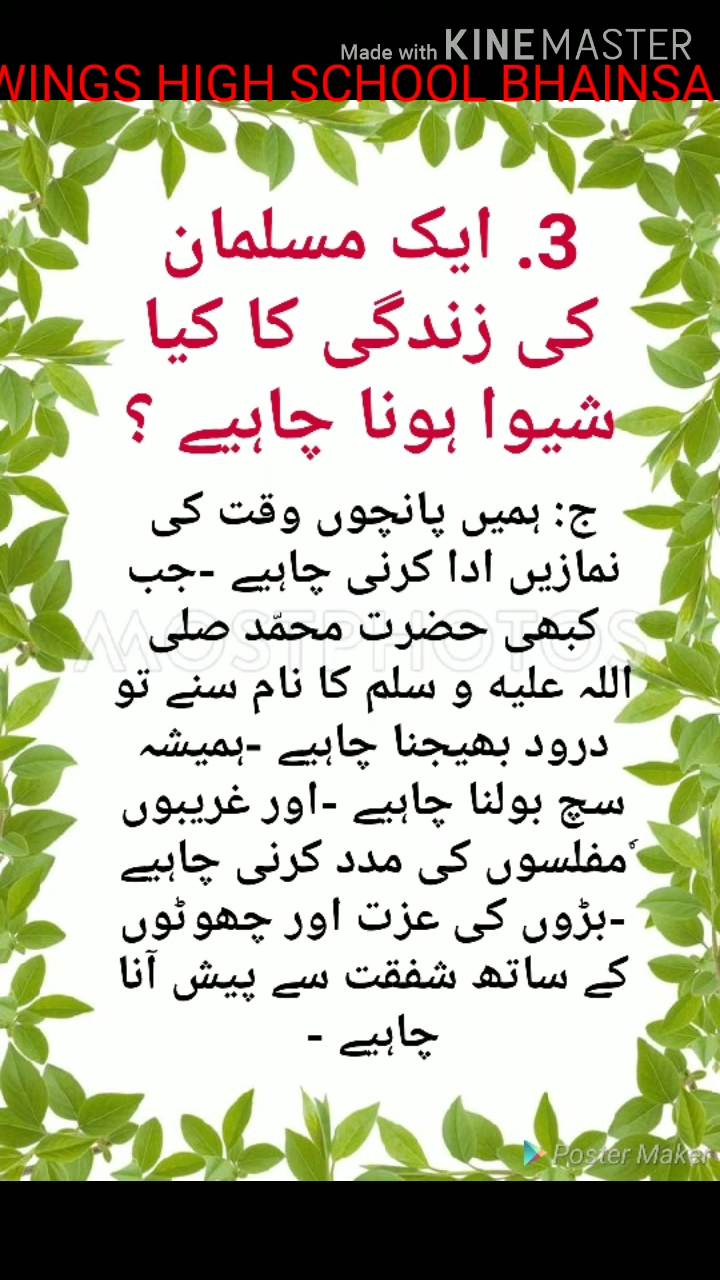 Made with KINEMASTER
WINGS HIGH SCHOOL BHAINSA
3. ایک مسلمان
کی زندگی کا کیا
شیوا ہونا چاہیے ؟
ج: ہمیں پانچوں وقت کی
نمازیں ادا کرنی چاہیے -جب
کبھی حضرت محمّد صلی
اللہ علیہ و سلم کا نام سنے تو
درود بھیجنا چاہیے -ہمیشہ
سچ بولنا چاہیے -اور غریبوں
مفلسوں کی مدد کرنی چاہیے
-بڑوں کی عزت اور چھوٹوں
کے ساتھ شفقت سے پیش آنا
چاہیے -
MOSTPHOTOS
Poster Maker